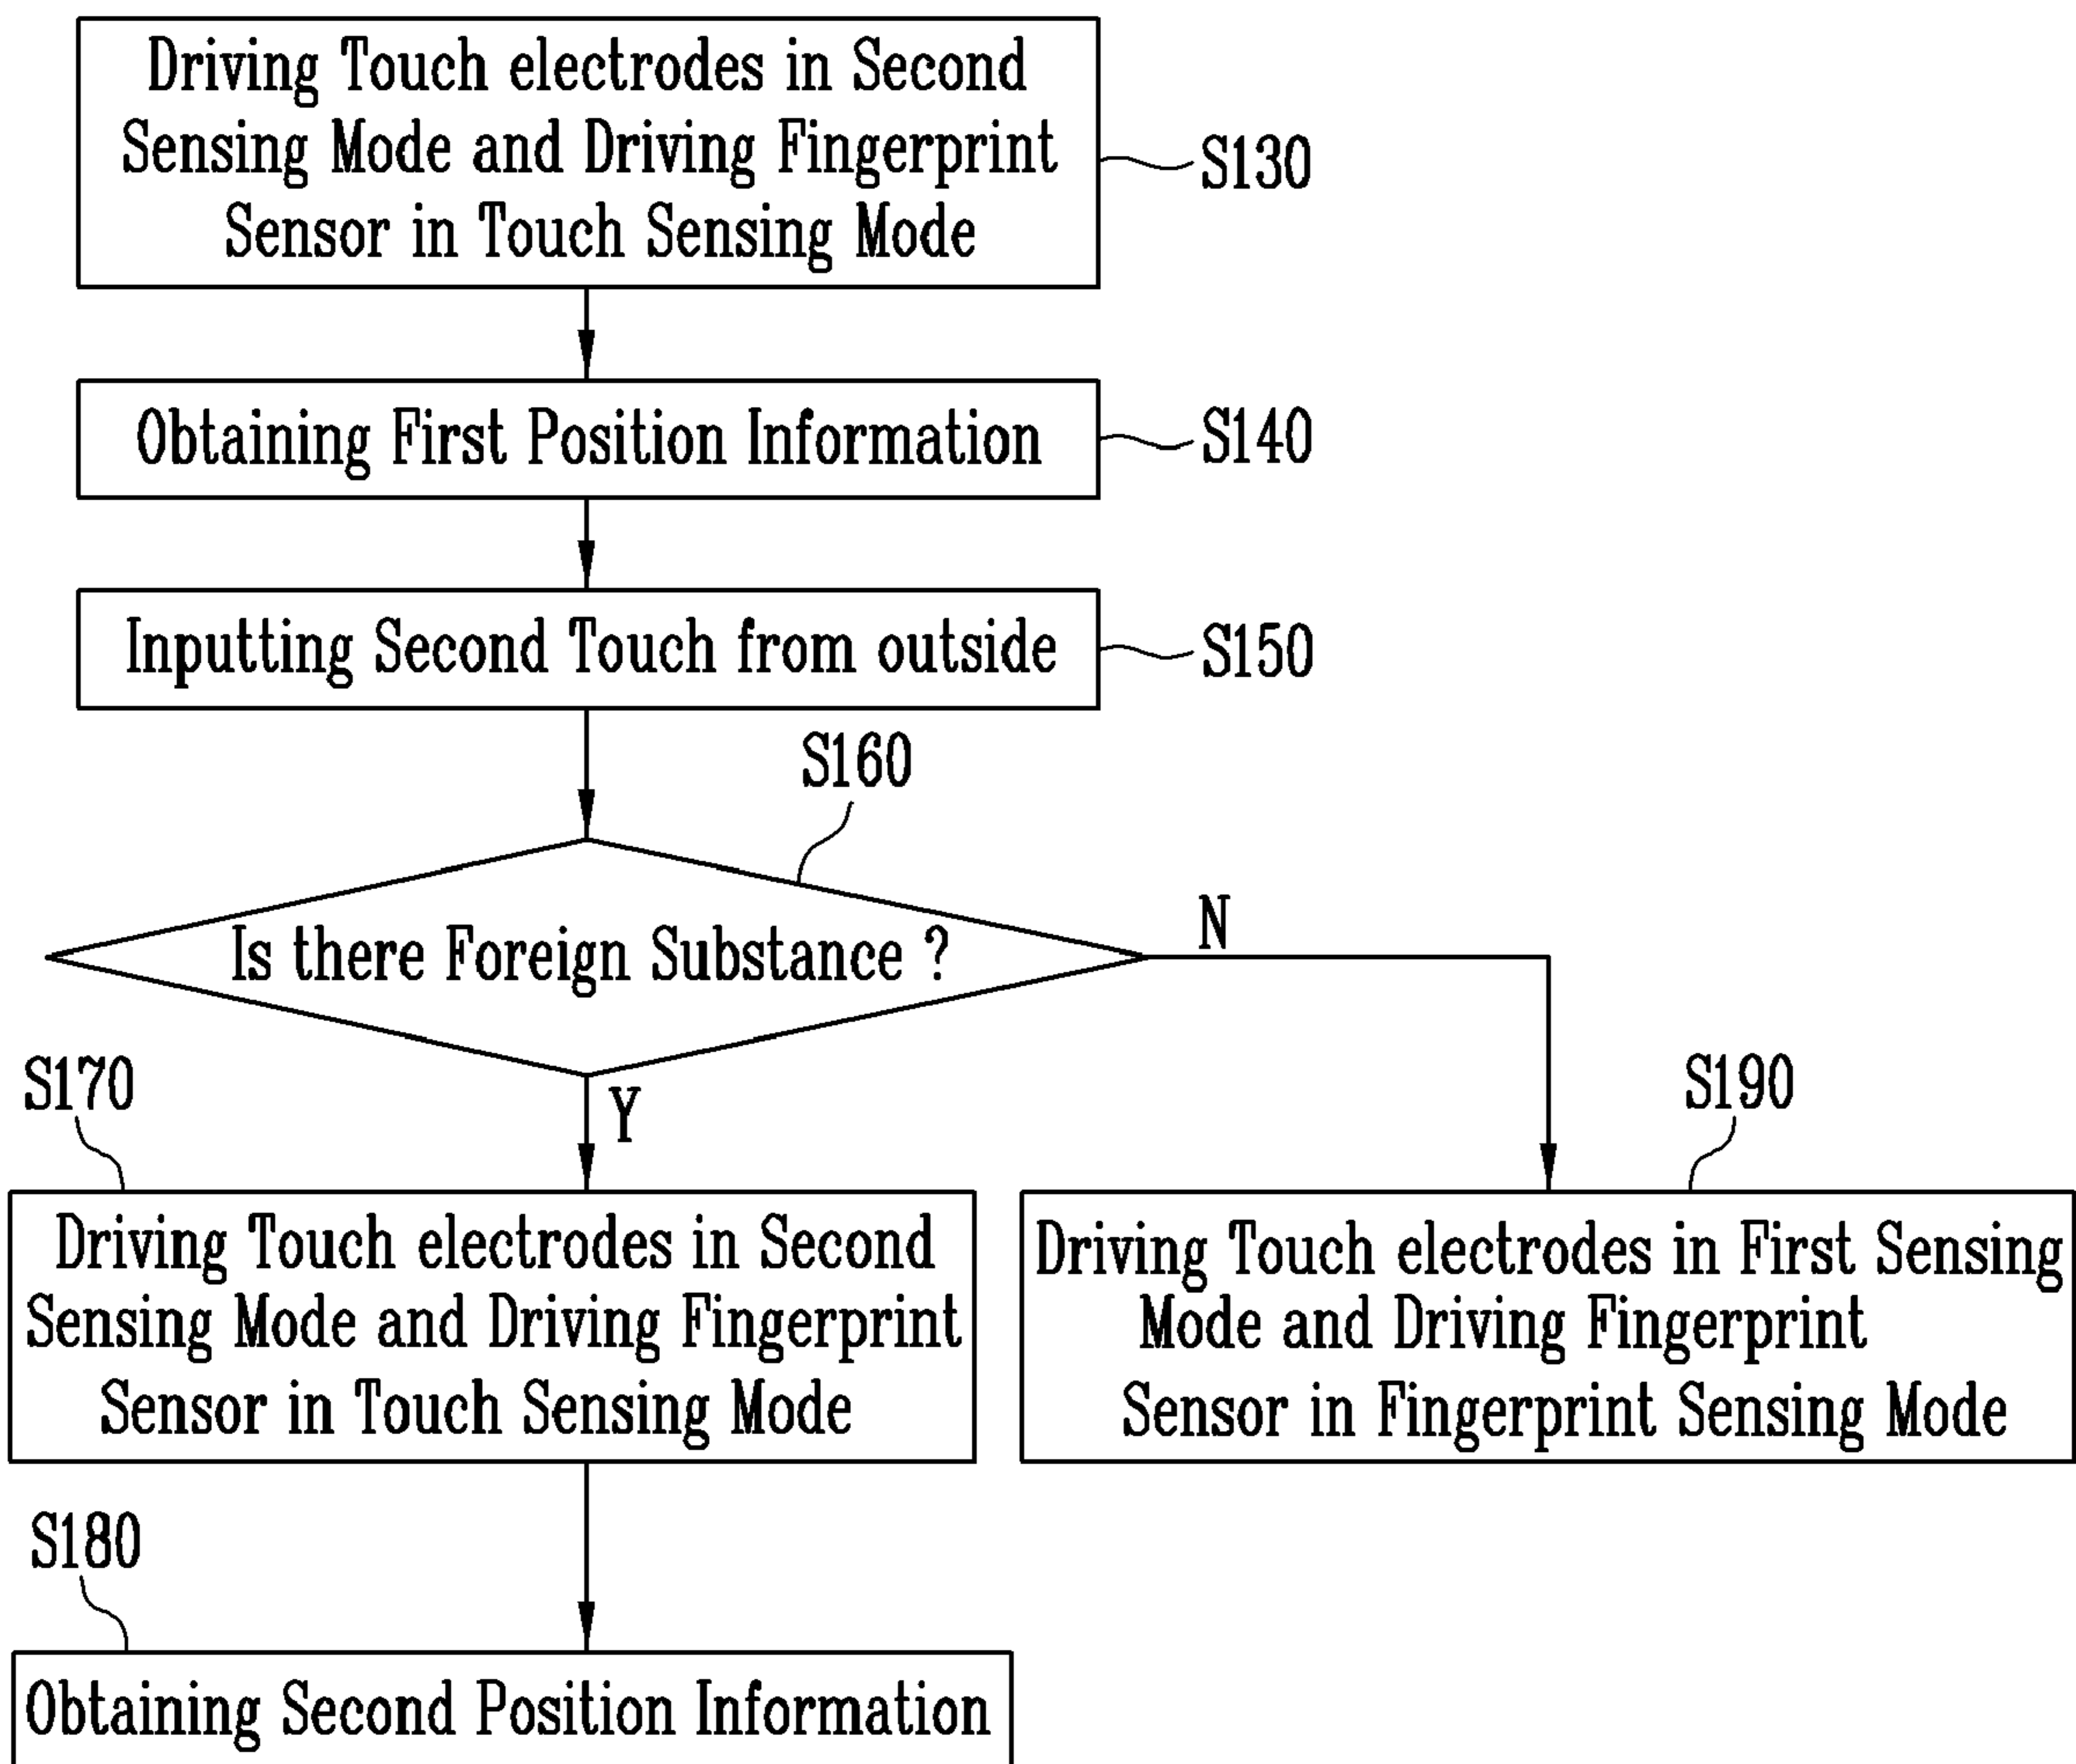 Driving Touch electrodes in Second
Sensing Mode and Driving Fingerprint
Sensor in Touch Sensing Mode
S130
Obtaining First Position Information
S140
Inputting Second Touch from outside
S150
S160
Is there Foreign Substance ?
N
Y
S170
Driving Touch electrodes in Second
Sensing Mode and Driving Fingerprint
Sensor in Touch Sensing Mode
S190
Driving Touch electrodes in First Sensing
Mode and Driving Fingerprint
Sensor in Fingerprint Sensing Mode
S180
Obtaining Second Position Information